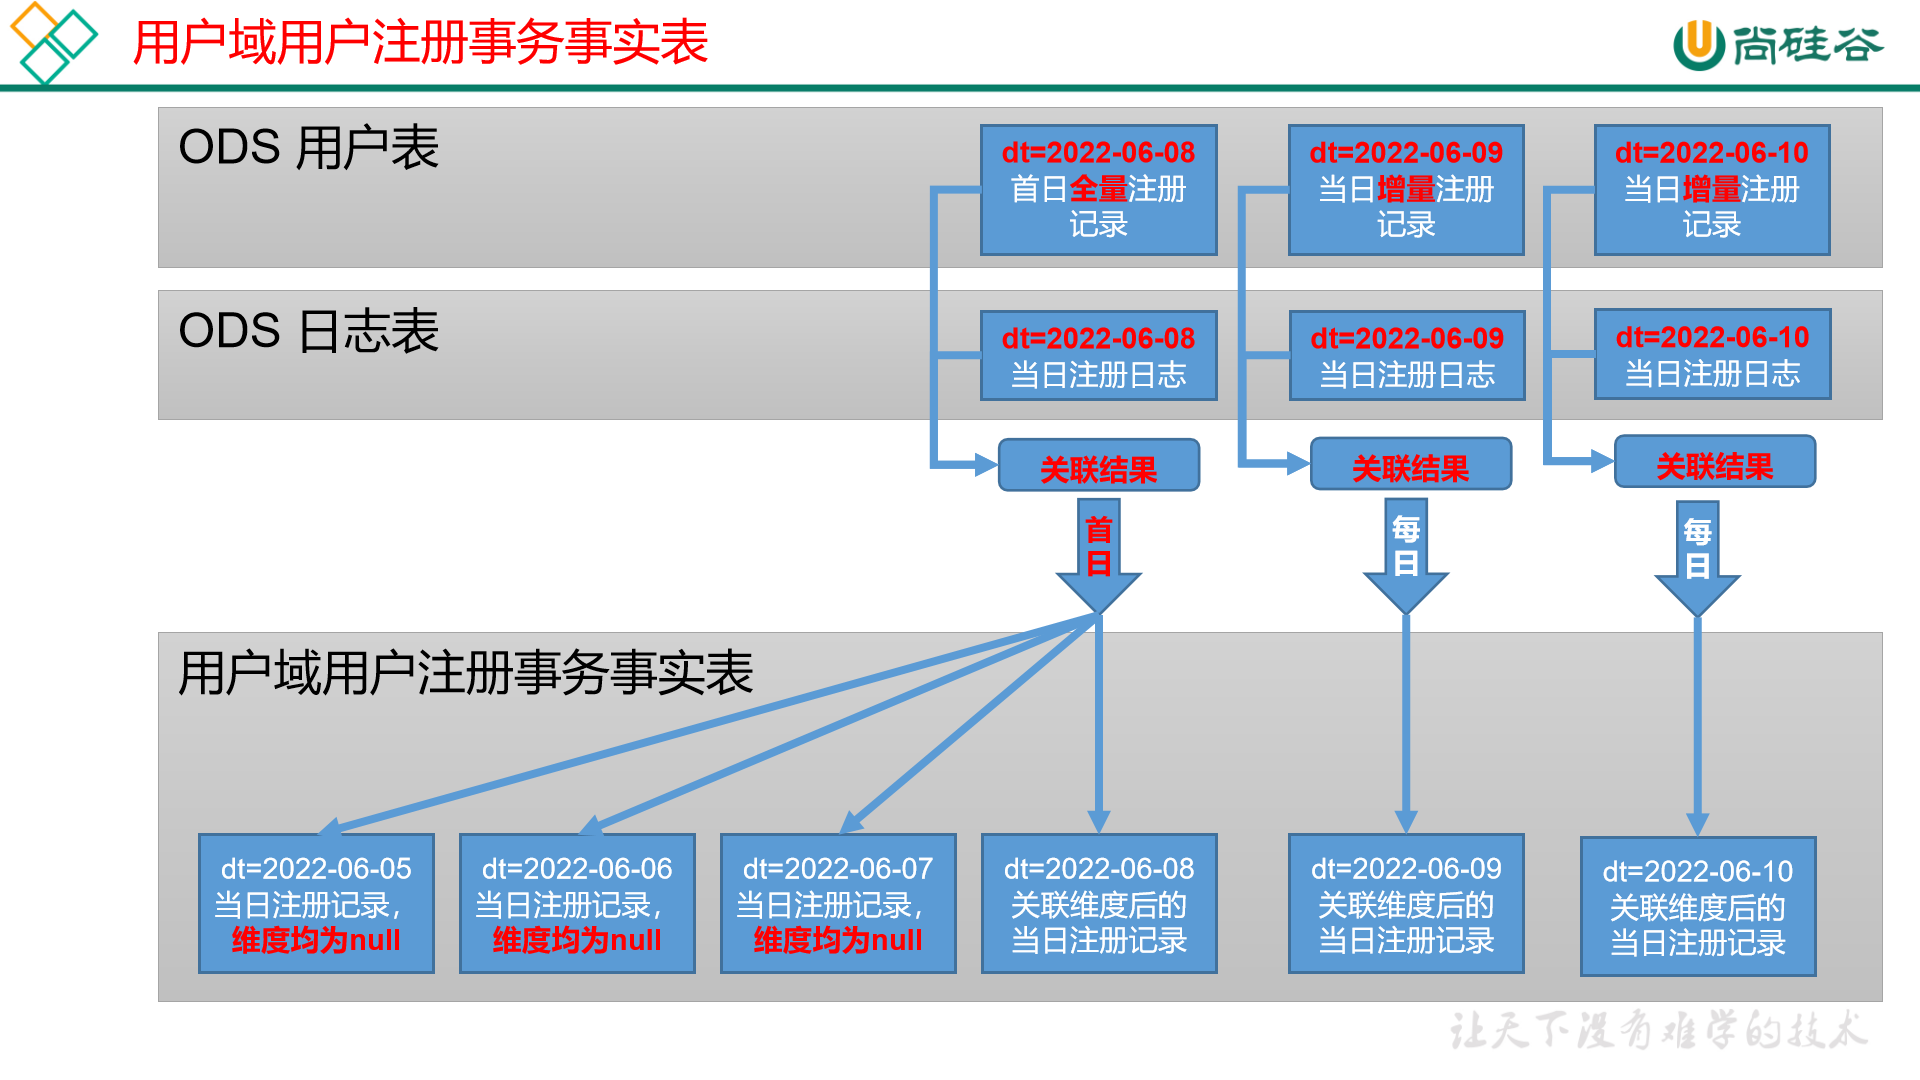 用户域用户注册事务事实表
尚硅谷
ODS 用户表
dt=2022-06-08
首日全量注册
记录
dt=2022-06-09
当日增量注册
记录
dt=2022-06-10
当日增量注册
记录
ODS 日志表
dt=2022-06-08
当日注册日志
dt=2022-06-09
当日注册日志
dt=2022-06-10
当日注册日志
关联结果
关联结果
关联结果
首
日
每
日
每
日
用户域用户注册事务事实表
dt=2022-06-05
当日注册记录，
维度均为null
dt=2022-06-06
当日注册记录，
维度均为null
dt=2022-06-07
当日注册记录，
维度均为null
dt=2022-06-08
关联维度后的
当日注册记录
dt=2022-06-09
关联维度后的
当日注册记录
dt=2022-06-10
关联维度后的
当日注册记录
让天下没有难学的技术